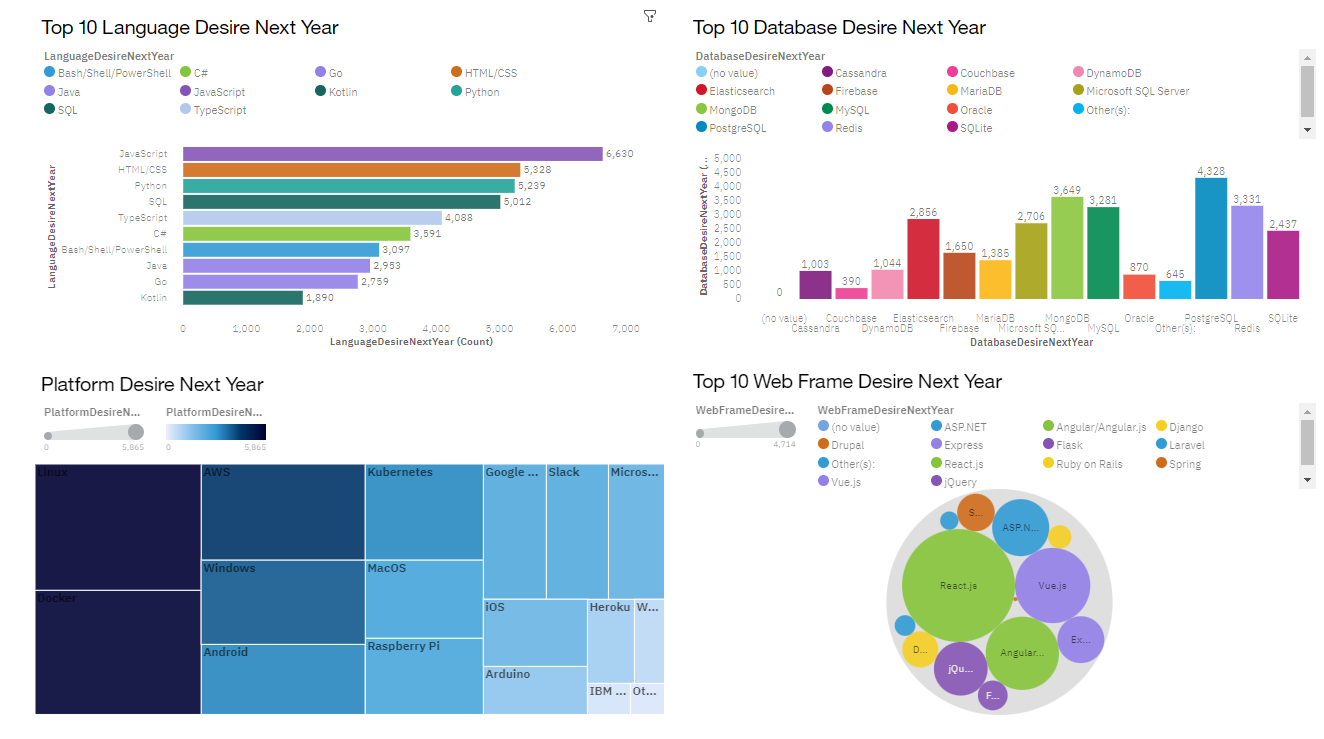 Top 10 Language Desire Next Year
LanguageDesireNextYear
Bash/Shell/PowerShell C# Go HTML/CSS
Java JavaScript Kotlin Python
SQL TypeScript
LanguageDesireNextYear
JavaScript 6,630
HTML/CSS 5,328
Python 5,239
SQL 5,012
TypeScript 4,088
C# 3,591
Bash/Shell/PowerShell 3,097
Java 2,953
Go 2,759
Kotlin 1,890
0 1,000 2,000 3,000 4,000 5,000 6,000 7,000
LanguageDesireNextYear (Count)
Top 10 Database Desire Next Year
DatabaseDesireNextYear
(no value) Cassandra Couchbase DynamoDB
Elasticsearch Firebase MariaDB Microsoft SQL Server
MongoDB MySQL Oracle Other(s):
PostgreSQL Redis SQLite
DatabaseDesireNextYear (...
5,000
4,500
4,000
3,500
3,000
2,500
2,000
1,500
1,000
500
0
0 1,003 390 1,044 2,856 1,650 1,385 2,706 3,649 3,281 870 645 4,328 3,331 2,437
(no value) Couchbase Elasticsearch MariaDB MongoDB Oracle PostgreSQL SQLite
Cassandra DynamoDB Firebase Microsoft SQ... MySQL Other(s): Redis
DatabaseDesireNextYear
Platform Desire Next Year
PlatformDesireN... PlatformDesireN...
0 5,865 0 5,865
Linux AWS Kubernetes Google ... Slack Micros...
Windows MacOS
Docker iOS Heroku W...
Android Raspberry Pi
Arduino IBM ... Ot...
Top 10 Web Frame Desire Next Year
WebFrameDesire... WebFrameDesireNextYear
0 4,714
(no value) ASP.NET Angular/Angular.js Django
Drupal Express Flask Laravel
Other(s): React.js Ruby on Rails Spring
Vue.js jQuery
S...
ASP.N...
React.js Vue.js
Ex...
D... Angular...
jQu...
F...